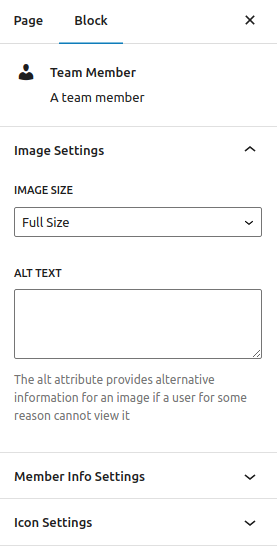 Page Block
Team Member
A team member
Image Settings
IMAGE SIZE
Full Size
ALT TEXT
The alt attribute provides alternative
information for an image if a user for some
reason cannot view it
Member Info Settings
Icon Settings